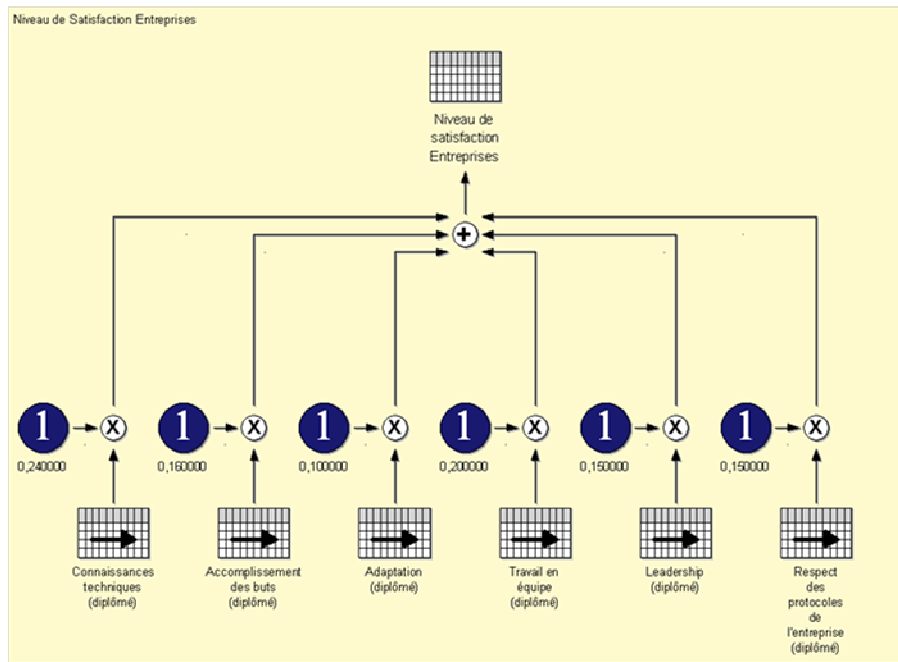 Niveau de Satisfaction Entreprises
Niveau de
satisfaction
Entreprises
+
1 X 1 X 1 X 1 X 1 X 1 X
0,240000 0,160000 0,100000 0,200000 0,150000 0,150000
Connaissances
techniques
(diplômé)
Accomplissement
des buts
(diplômé)
Adaptation
(diplômé)
Travail en
équipe
(diplômé)
Leadership
(diplômé)
Respect
des
protocoles
de
l'entreprise
(diplômé)